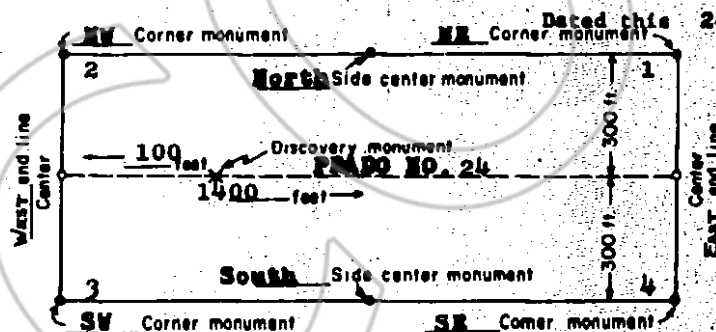 Dated this 2
NW Corner monument NE Corner monument
2 North Side center monument 1
300 ft.
WEST end line
Center
100 feet Discovery monument
PRADO NO. 24
1400 feet
Center
EAST end line
300 ft.
3 South Side center monument 4
SW Corner monument SE Corner monument